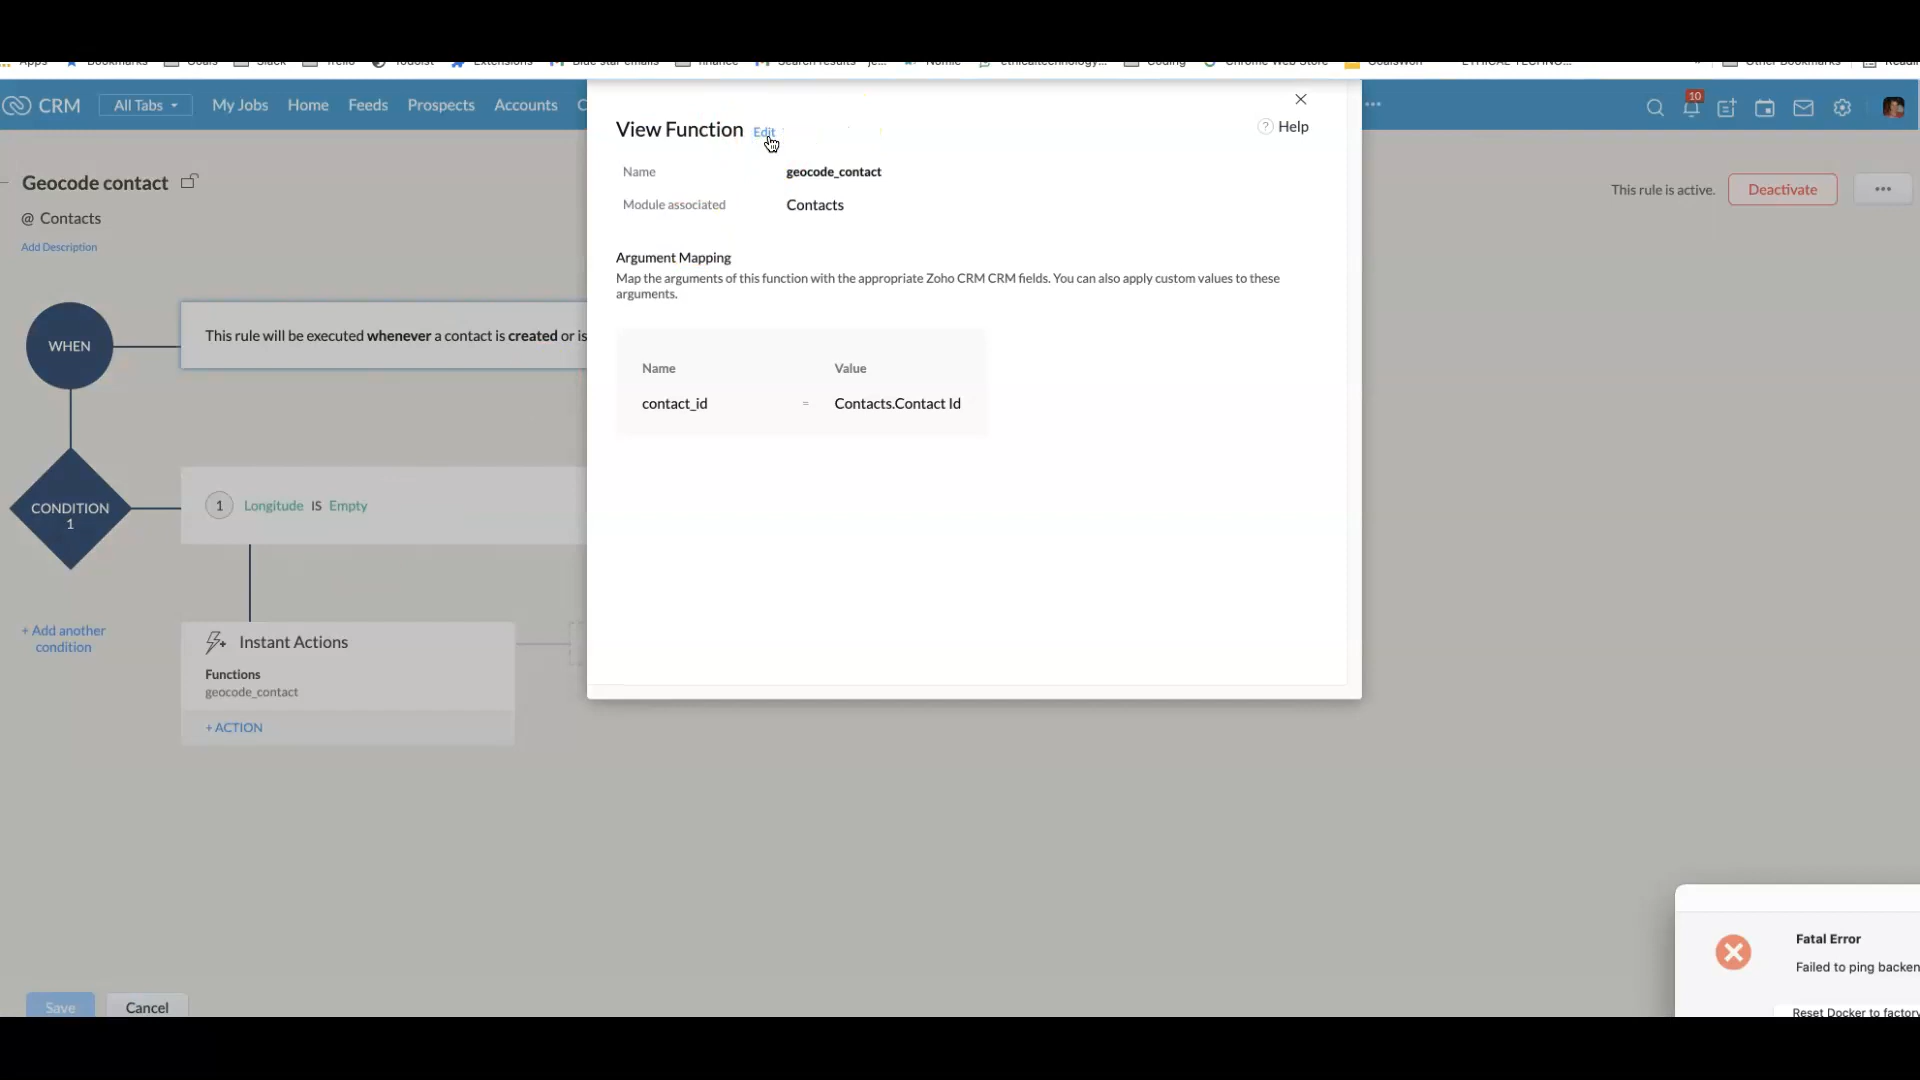 CRM
All Tabs
My Jobs
Home
Feeds
Prospects
Accounts
C
10
View Function Edit
Help
Name geocode_contact
Module associated Contacts
Argument Mapping
Map the arguments of this function with the appropriate Zoho CRM CRM fields. You can also apply custom values to these
arguments.
Name Value
contact_id = Contacts.Contact Id
Geocode contact
@ Contacts
Add Description
This rule is active. Deactivate
WHEN
This rule will be executed whenever a contact is created or is
CONDITION
1
1 Longitude IS Empty
+ Add another
condition
Instant Actions
Functions
geocode_contact
+ ACTION
Fatal Error
Failed to ping backen
Reset Docker to factory
Save Cancel